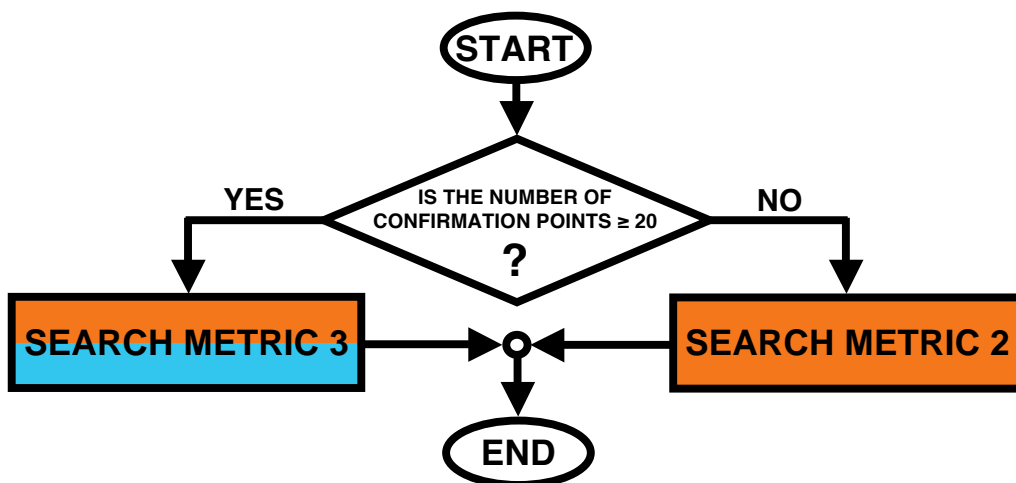 START
YES
IS THE NUMBER OF
CONFIRMATION POINTS ≥ 20
?
NO
SEARCH METRIC 3
SEARCH METRIC 2
END